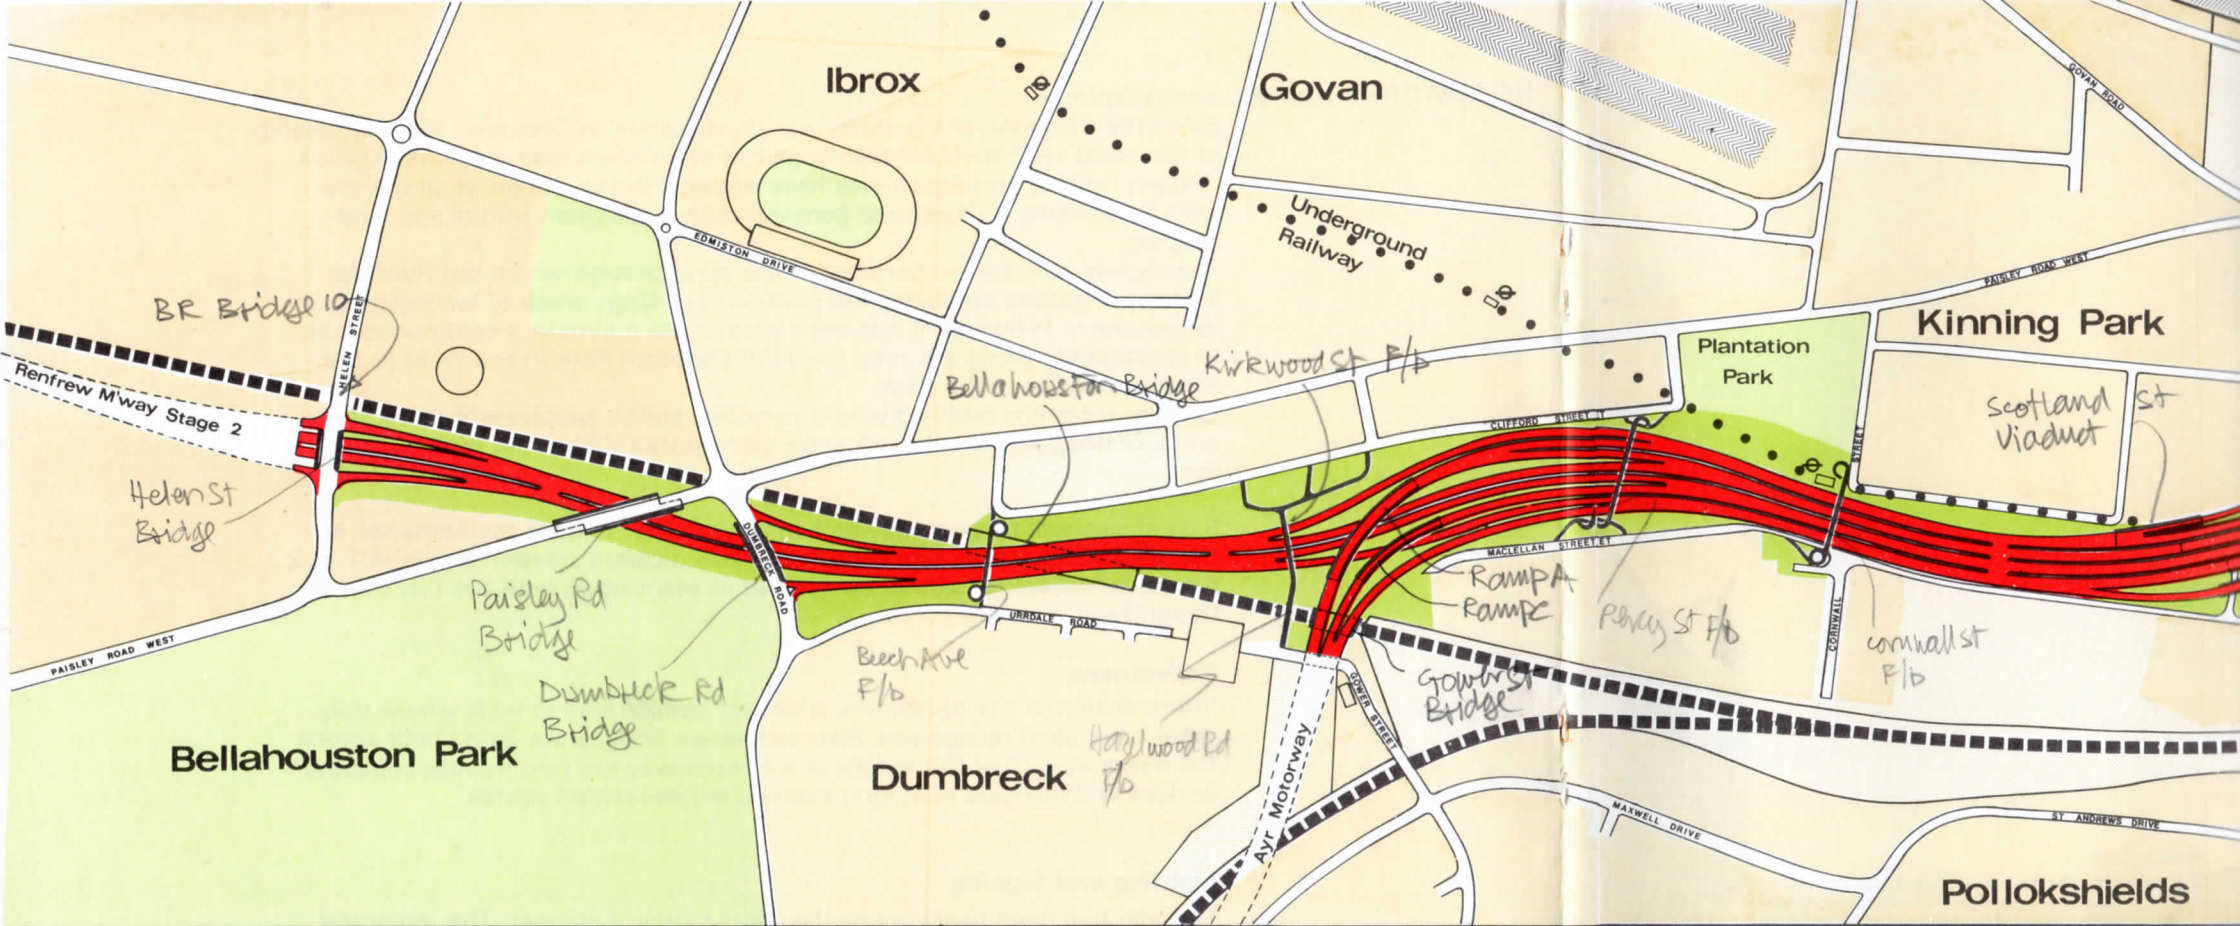 Ibrox
Govan
GOVAN ROAD
Underground
Railway
EDMISTON DRIVE
PAISLEY ROAD WEST
BR Bridge 10
HELEN STREET
Kinning Park
Plantation
Park
Kirkwood St F/b
Bellahouston Bridge
Renfrew M'way Stage 2
Scotland St
Viaduct
CLIFFORD STREET
STREET
Helen St
Bridge
DUMBRECK ROAD
MACLELLAN STREET
Ramp A
Ramp C
Paisley Rd
Bridge
URRDALE ROAD
Percy St F/b
CORNWALL
Cornwall St
F/b
PAISLEY ROAD WEST
Beech Ave
F/b
Dumbreck Rd
Bridge
Gower St
Bridge
GOWER STREET
Hazelwood Rd
F/b
Bellahouston Park
Dumbreck
Ayr Motorway
MAXWELL DRIVE
ST ANDREWS DRIVE
Pollokshields